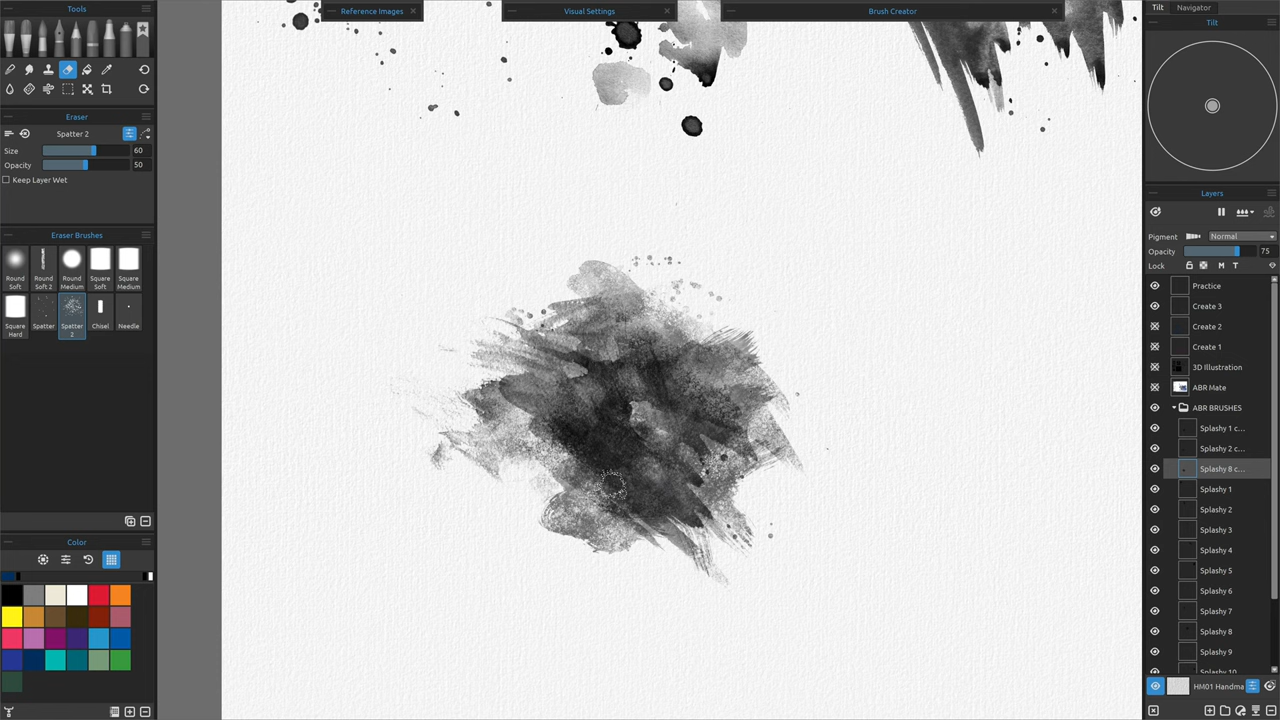 Tools
Reference Images
Visual Settings
Brush Creator
Tilt
Navigator
Tilt
Eraser
Spatter 2
Size
60
Opacity
50
Keep Layer Wet
Eraser Brushes
Round Soft
Round Soft 2
Round Medium
Square Soft
Square Medium
Square Hard
Spatter
Spatter 2
Chisel
Needle
Color
Layers
Pigment
Normal
Opacity
75
Lock
M
T
Practice
Create 3
Create 2
Create 1
3D Illustration
ABR Mate
ABR BRUSHES
Splashy 1 c...
Splashy 2 c...
Splashy 8 c...
Splashy 1
Splashy 2
Splashy 3
Splashy 4
Splashy 5
Splashy 6
Splashy 7
Splashy 8
Splashy 9
Splashy 10
HM01 Handma